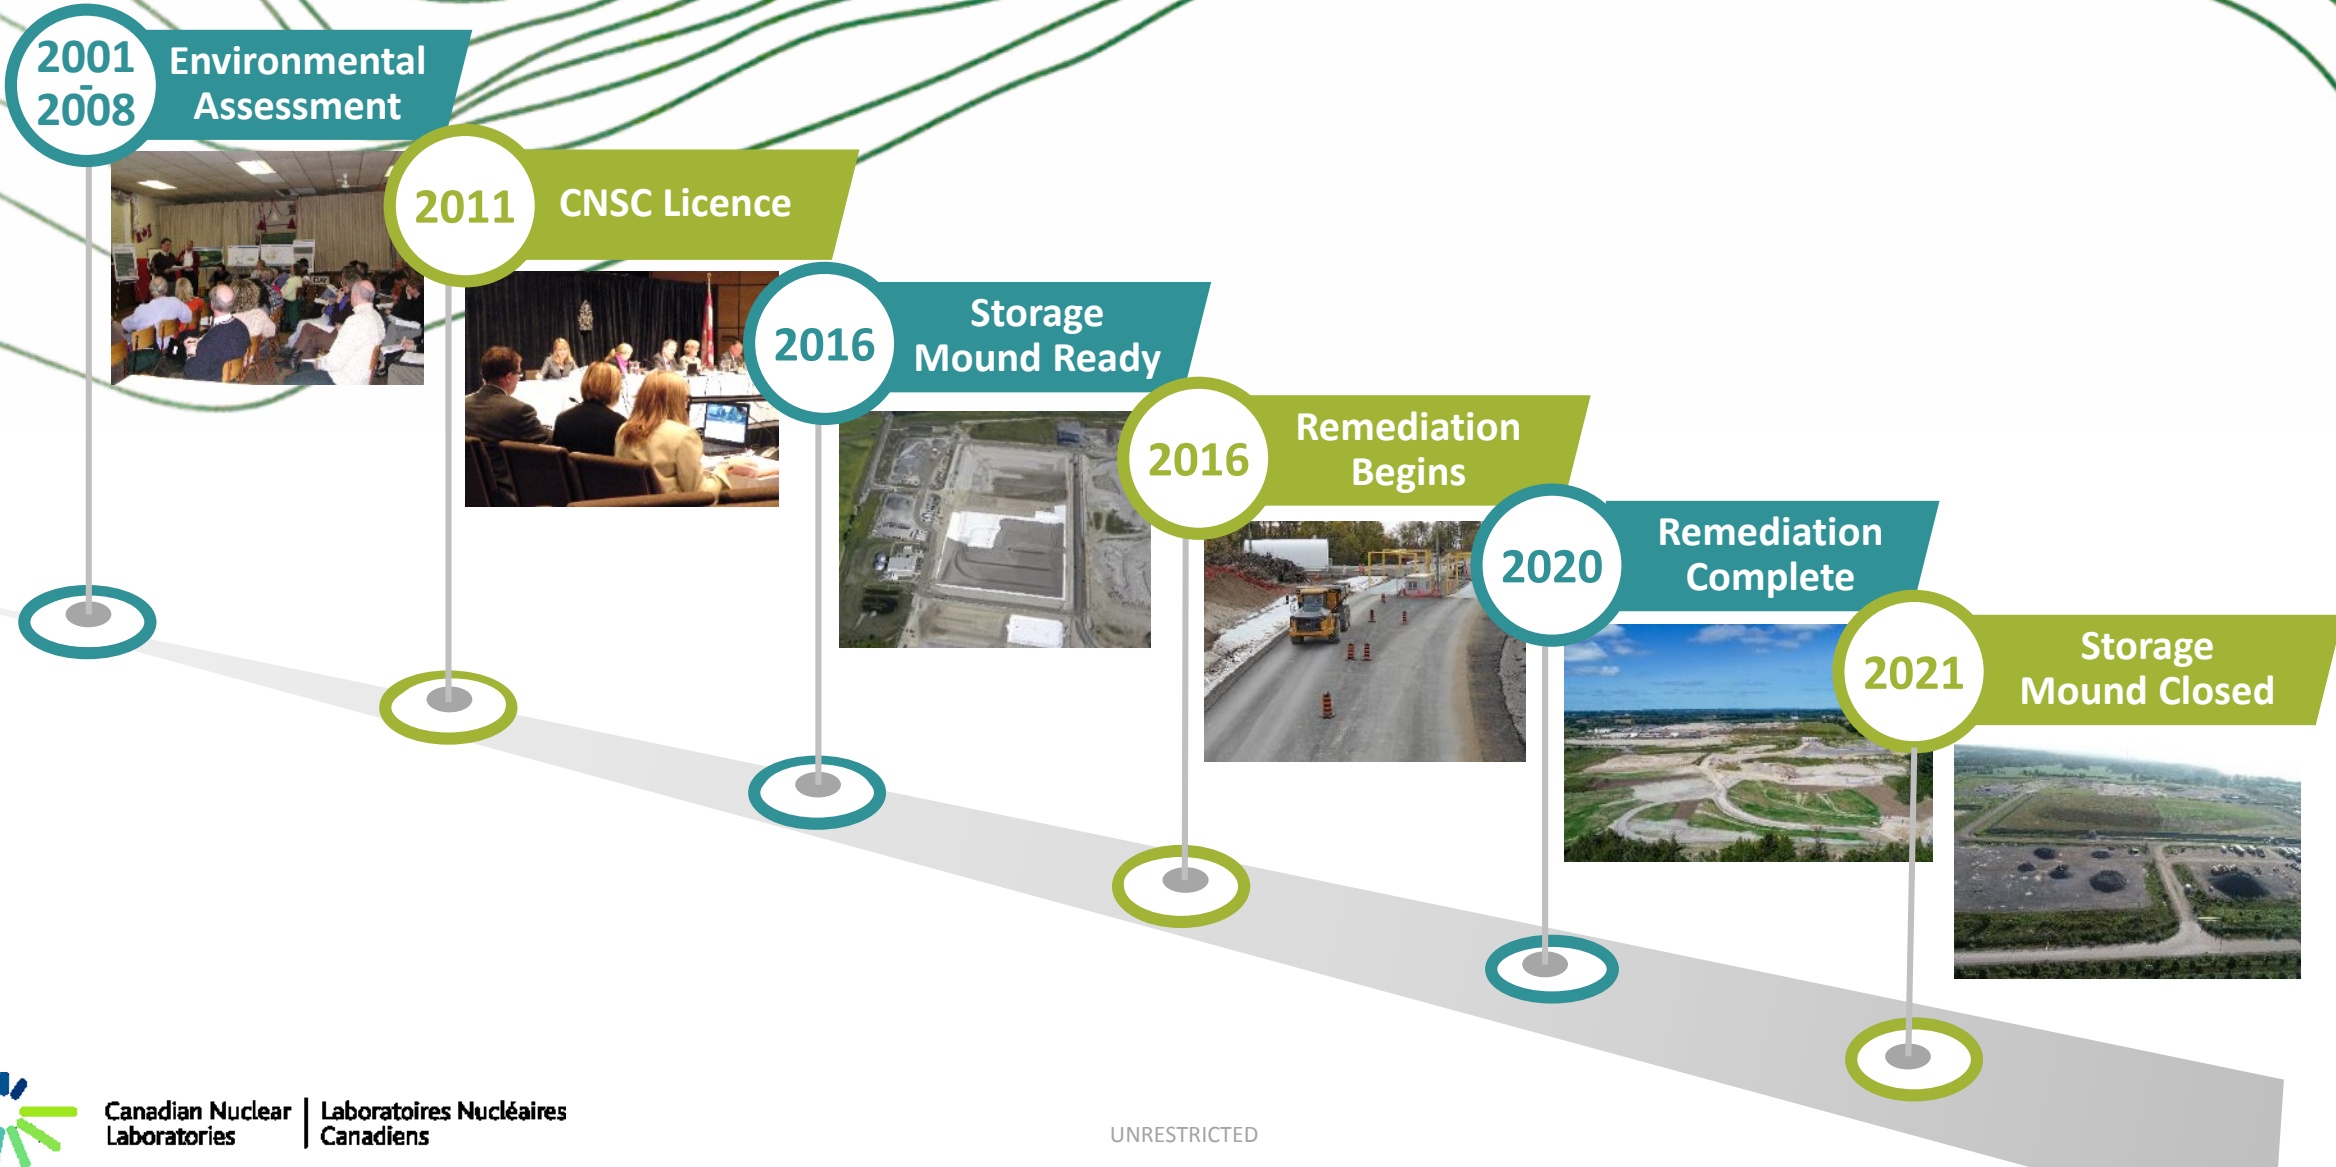 2001
-
2008
Environmental
Assessment
2011
CNSC Licence
2016
Storage
Mound Ready
2016
Remediation
Begins
2020
Remediation
Complete
2021
Storage
Mound Closed
Canadian Nuclear
Laboratories
Laboratoires Nucléaires
Canadiens
UNRESTRICTED